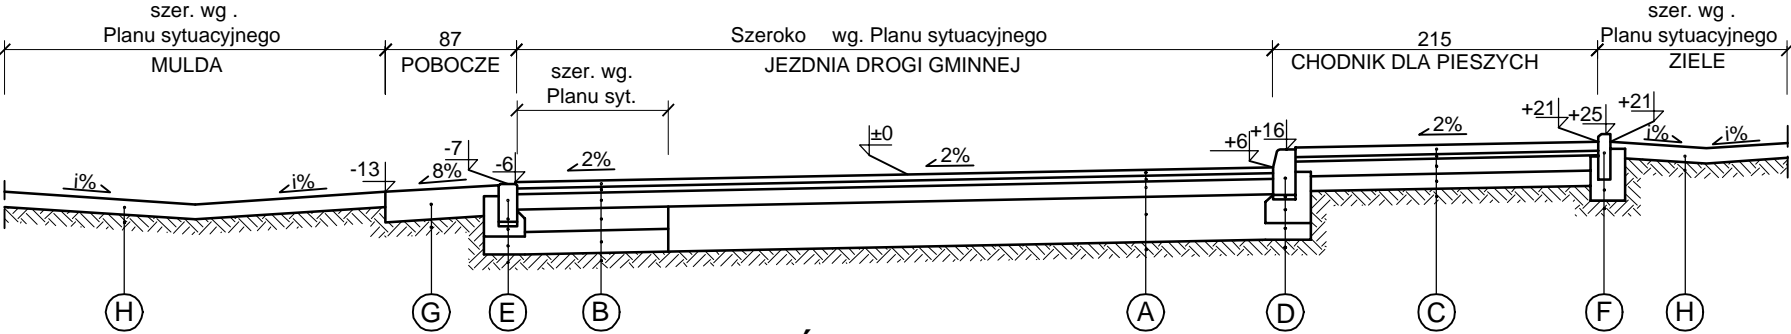 szer. wg .
Planu sytuacyjnego
MULDA
87
POBOCZE
Szeroko wg. Planu sytuacyjnego
JEZDNIA DROGI GMINNEJ
szer. wg.
Planu syt.
215
CHODNIK DLA PIESZYCH
szer. wg .
Planu sytuacyjnego
ZIELE
i%
i%
-13
8%
-7
-6
2%
±0
2%
+6
+16
2%
+21
+25
+21
i%
i%
H
G
E
B
A
D
C
F
H